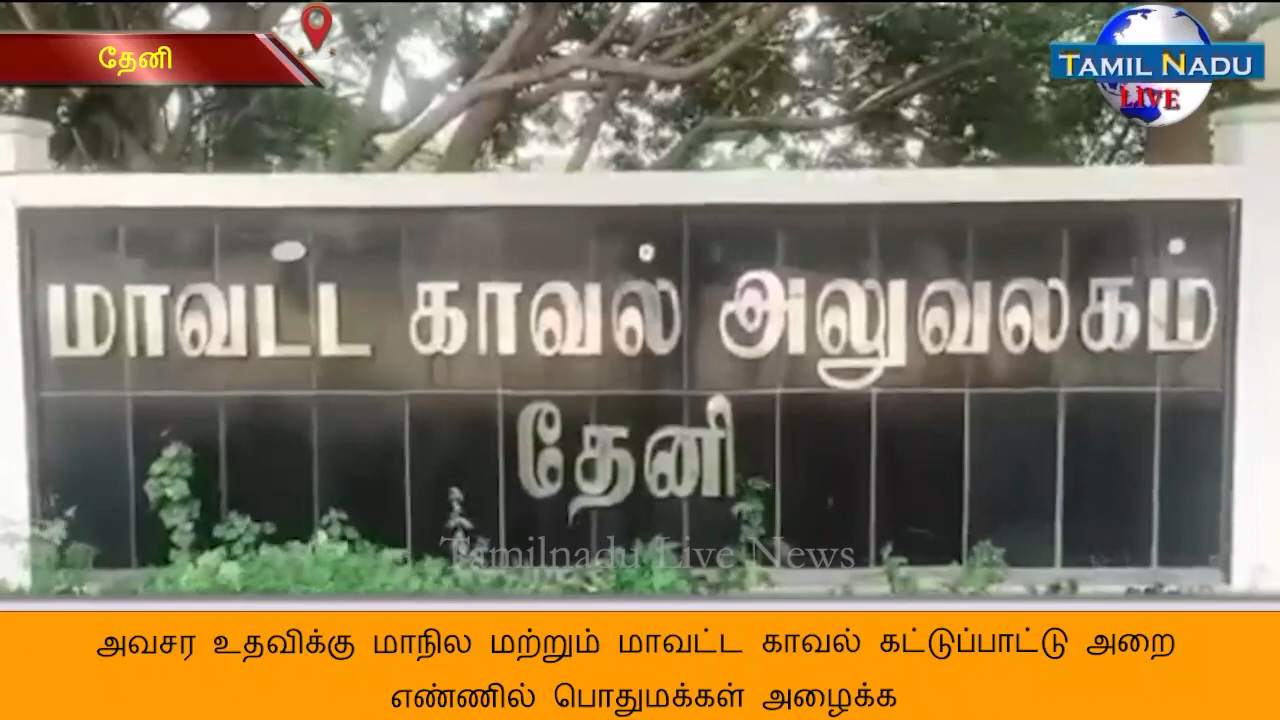 தேனி
TAMIL NADU
LIVE
மாவட்ட காவல் அலுவலகம்
தேனி
Tamilnadu Live News
அவசர உதவிக்கு மாநில மற்றும் மாவட்ட காவல் கட்டுப்பாட்டு அறை
எண்ணில் பொதுமக்கள் அழைக்க